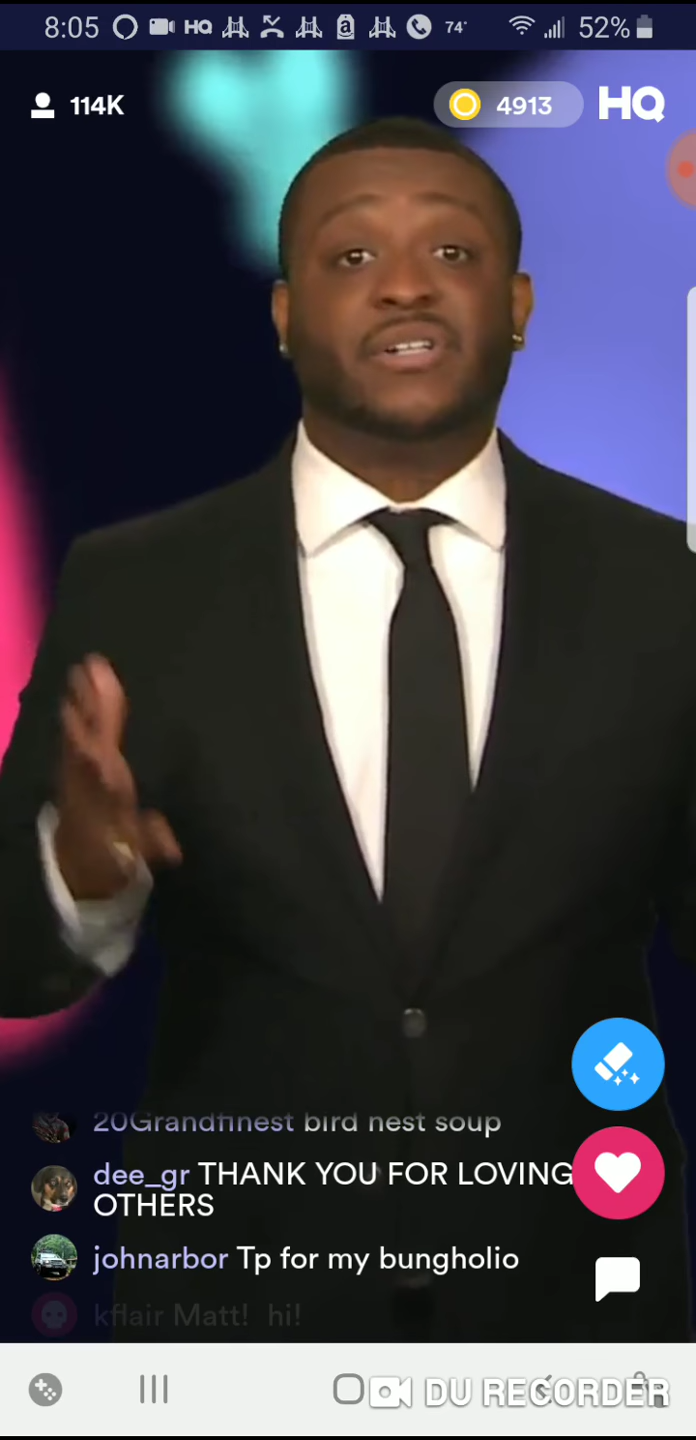 8:05 HQ a 74° 52%
114K 4913 HQ
20Grandfinest bird nest soup
dee_gr THANK YOU FOR LOVING
OTHERS
johnarbor Tp for my bungholio
kflair Matt! hi!
DU RECORDER